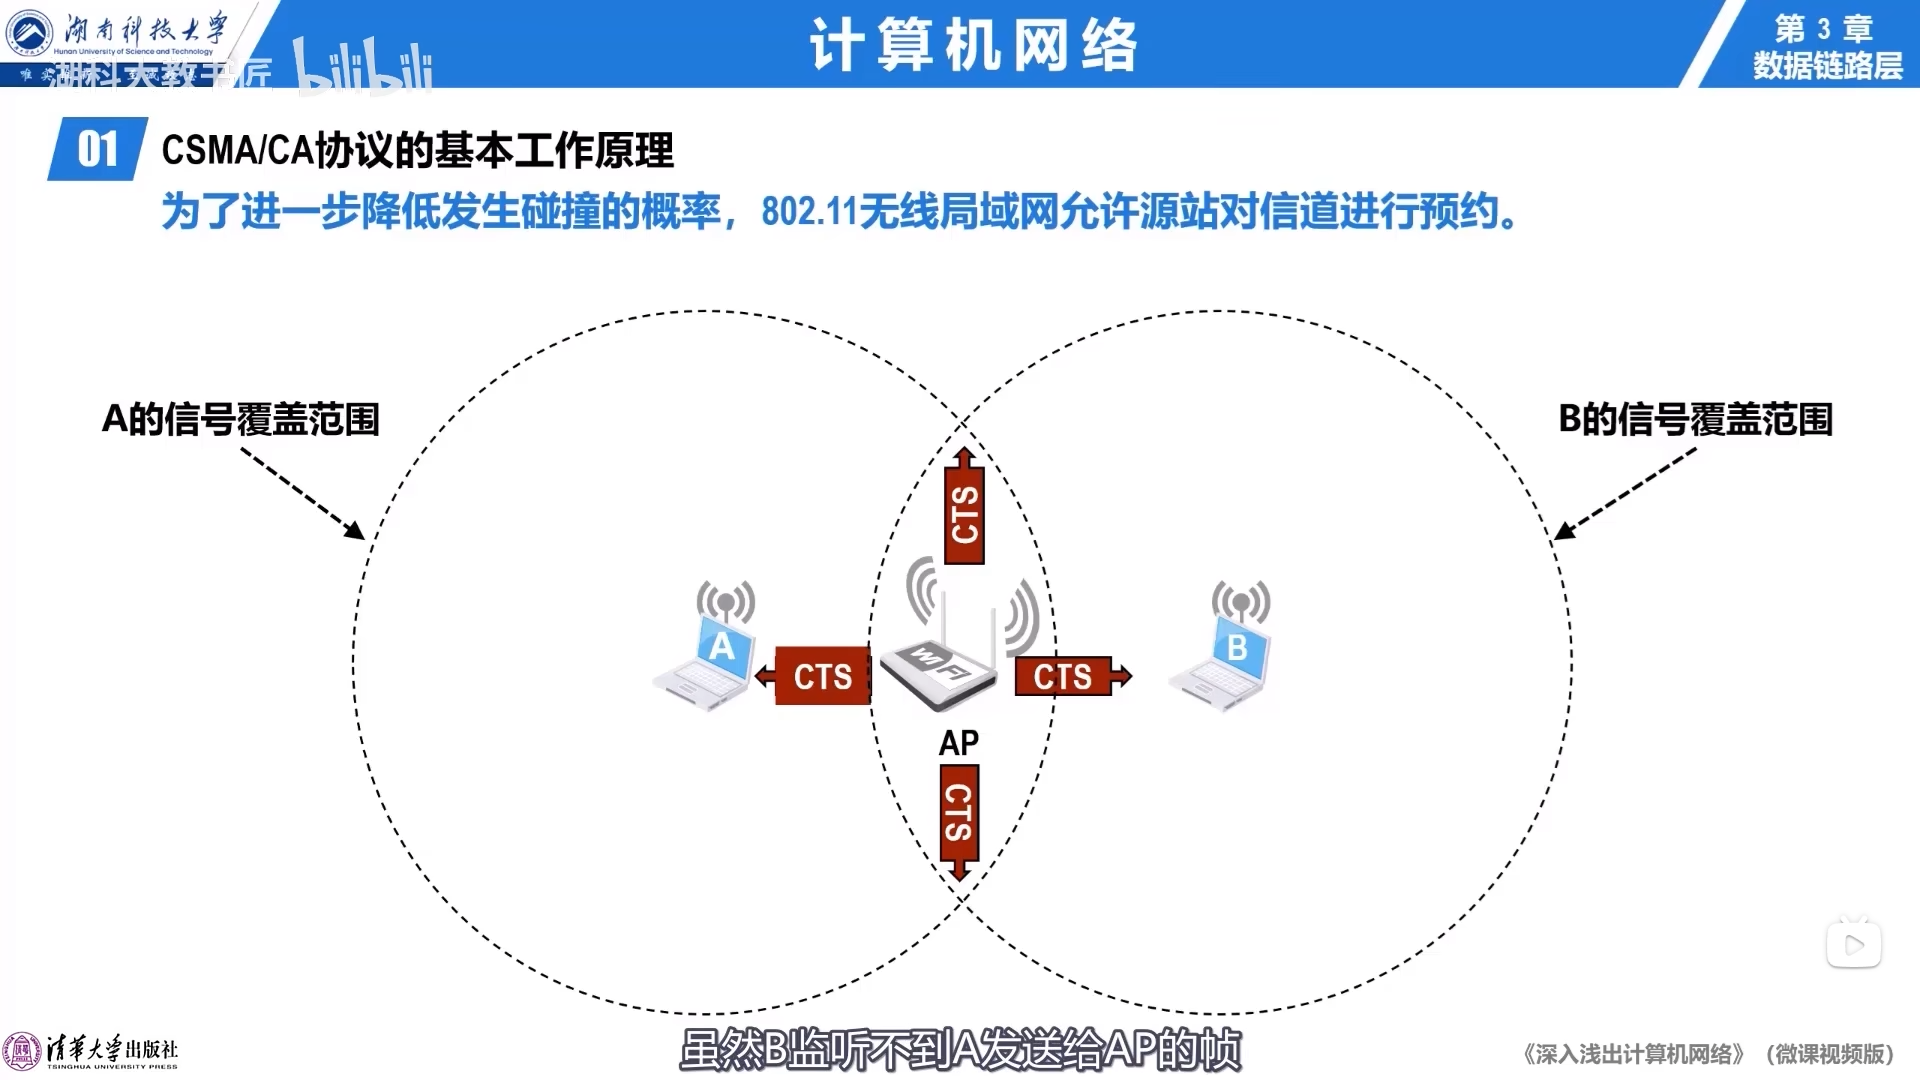 湖南科技大学
Hunan University of Science and Technology
湖科大教书匠 bilibili
计算机网络
第 3 章
数据链路层
01 CSMA/CA协议的基本工作原理
为了进一步降低发生碰撞的概率，802.11无线局域网允许源站对信道进行预约。
A的信号覆盖范围
B的信号覆盖范围
CTS
A
CTS
WiFi
CTS
B
AP
CTS
虽然B监听不到A发送给AP的帧
清华大学出版社
TSINGHUA UNIVERSITY PRESS
《深入浅出计算机网络》（微课视频版）